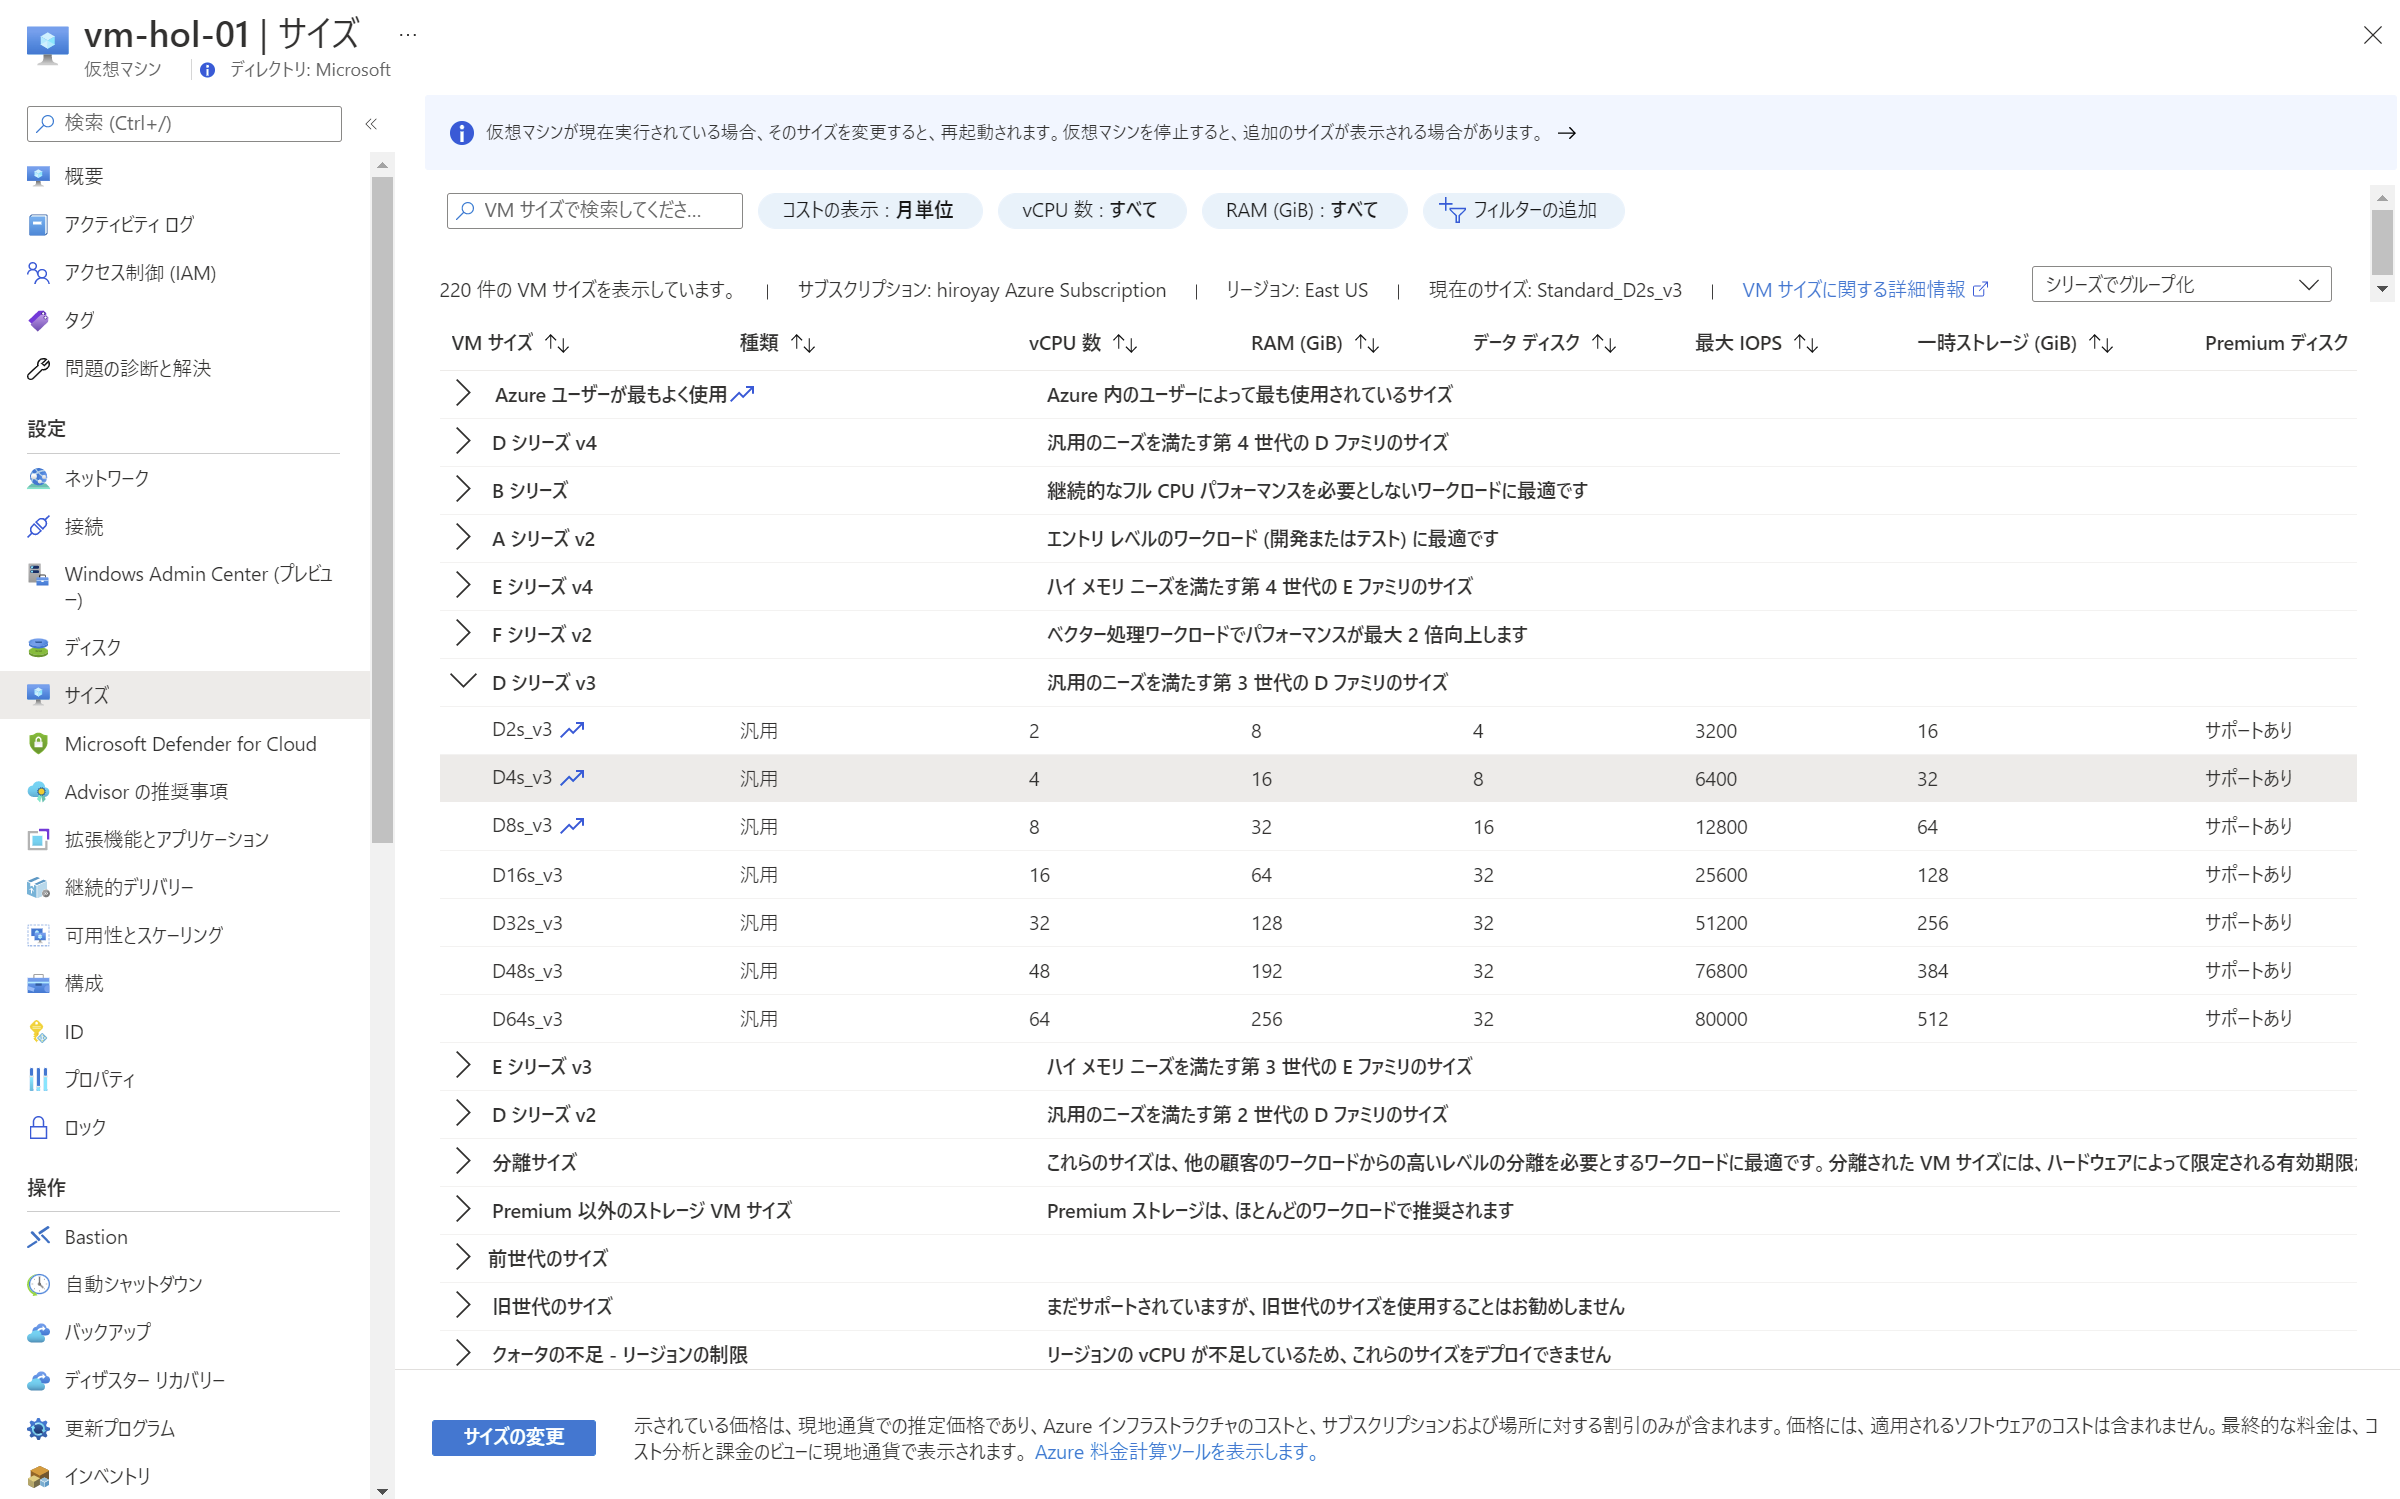 vm-hol-01 | サイズ ...
仮想マシン
ディレクトリ: Microsoft
検索 (Ctrl+/)
«
概要
アクティビティ ログ
アクセス制御 (IAM)
タグ
問題の診断と解決
設定
ネットワーク
接続
Windows Admin Center (プレビュ
ー)
ディスク
サイズ
Microsoft Defender for Cloud
Advisor の推奨事項
拡張機能とアプリケーション
継続的デリバリー
可用性とスケーリング
構成
ID
プロパティ
ロック
操作
Bastion
自動シャットダウン
バックアップ
ディザスター リカバリー
更新プログラム
インベントリ
仮想マシンが現在実行されている場合、そのサイズを変更すると、再起動されます。仮想マシンを停止すると、追加のサイズが表示される場合があります。 →
VM サイズで検索してくださ... コストの表示 : 月単位 vCPU 数 : すべて RAM (GiB) : すべて フィルターの追加
220 件の VM サイズを表示しています。 | サブスクリプション: hiroyay Azure Subscription | リージョン: East US | 現在のサイズ: Standard_D2s_v3 | VM サイズに関する詳細情報 シリーズでグループ化
VM サイズ ↑↓ 種類 ↑↓ vCPU 数 ↑↓ RAM (GiB) ↑↓ データ ディスク ↑↓ 最大 IOPS ↑↓ 一時ストレージ (GiB) ↑↓ Premium ディスク
Azure ユーザーが最もよく使用 Azure 内のユーザーによって最も使用されているサイズ
D シリーズ v4 汎用のニーズを満たす第 4 世代の D ファミリのサイズ
B シリーズ 継続的なフル CPU パフォーマンスを必要としないワークロードに最適です
A シリーズ v2 エントリ レベルのワークロード (開発またはテスト) に最適です
E シリーズ v4 ハイ メモリ ニーズを満たす第 4 世代の E ファミリのサイズ
F シリーズ v2 ベクター処理ワークロードでパフォーマンスが最大 2 倍向上します
D シリーズ v3 汎用のニーズを満たす第 3 世代の D ファミリのサイズ
D2s_v3 汎用 2 8 4 3200 16 サポートあり
D4s_v3 汎用 4 16 8 6400 32 サポートあり
D8s_v3 汎用 8 32 16 12800 64 サポートあり
D16s_v3 汎用 16 64 32 25600 128 サポートあり
D32s_v3 汎用 32 128 32 51200 256 サポートあり
D48s_v3 汎用 48 192 32 76800 384 サポートあり
D64s_v3 汎用 64 256 32 80000 512 サポートあり
E シリーズ v3 ハイ メモリ ニーズを満たす第 3 世代の E ファミリのサイズ
D シリーズ v2 汎用のニーズを満たす第 2 世代の D ファミリのサイズ
分離サイズ これらのサイズは、他の顧客のワークロードからの高いレベルの分離を必要とするワークロードに最適です。分離された VM サイズには、ハードウェアによって限定される有効期限
Premium 以外のストレージ VM サイズ Premium ストレージは、ほとんどのワークロードで推奨されます
前世代のサイズ
旧世代のサイズ まだサポートされていますが、旧世代のサイズを使用することはお勧めしません
クォータの不足 - リージョンの制限 リージョンの vCPU が不足しているため、これらのサイズをデプロイできません
サイズの変更
示されている価格は、現地通貨での推定価格であり、Azure インフラストラクチャのコストと、サブスクリプションおよび場所に対する割引のみが含まれます。価格には、適用されるソフトウェアのコストは含まれません。最終的な料金は、コ
スト分析と課金のビューに現地通貨で表示されます。 Azure 料金計算ツールを表示します。